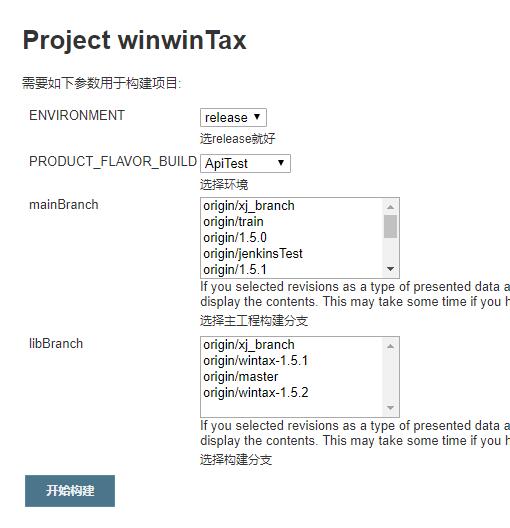 Project winwinTax
需要如下参数用于构建项目:
ENVIRONMENT
release
选release就好
PRODUCT_FLAVOR_BUILD
ApiTest
选择环境
mainBranch
origin/xj_branch
origin/train
origin/1.5.0
origin/jenkinsTest
origin/1.5.1
If you selected revisions as a type of presented data a
display the contents. This may take some time if you h
选择主工程构建分支
libBranch
origin/xj_branch
origin/wintax-1.5.1
origin/master
origin/wintax-1.5.2
If you selected revisions as a type of presented data a
display the contents. This may take some time if you h
选择构建分支
开始构建